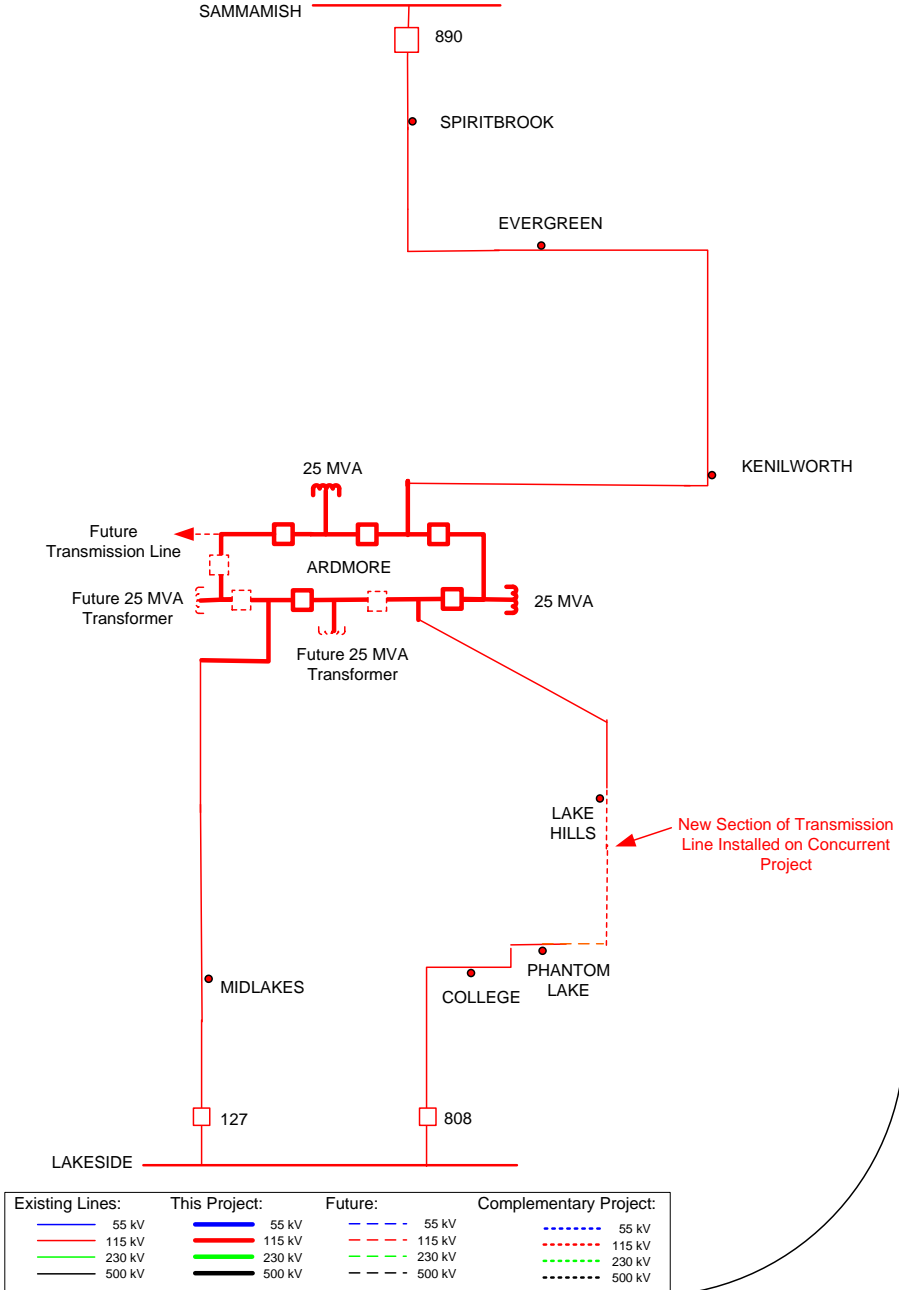 SAMMAMISH
890
SPIRITBROOK
EVERGREEN
KENILWORTH
25 MVA
Future
Transmission Line
ARDMORE
Future 25 MVA
Transformer
25 MVA
Future 25 MVA
Transformer
LAKE
HILLS
New Section of Transmission
Line Installed on Concurrent
Project
MIDLAKES
COLLEGE
PHANTOM
LAKE
127
808
LAKESIDE
Existing Lines:
55 kV
115 kV
230 kV
500 kV
This Project:
55 kV
115 kV
230 kV
500 kV
Future:
55 kV
115 kV
230 kV
500 kV
Complementary Project:
55 kV
115 kV
230 kV
500 kV